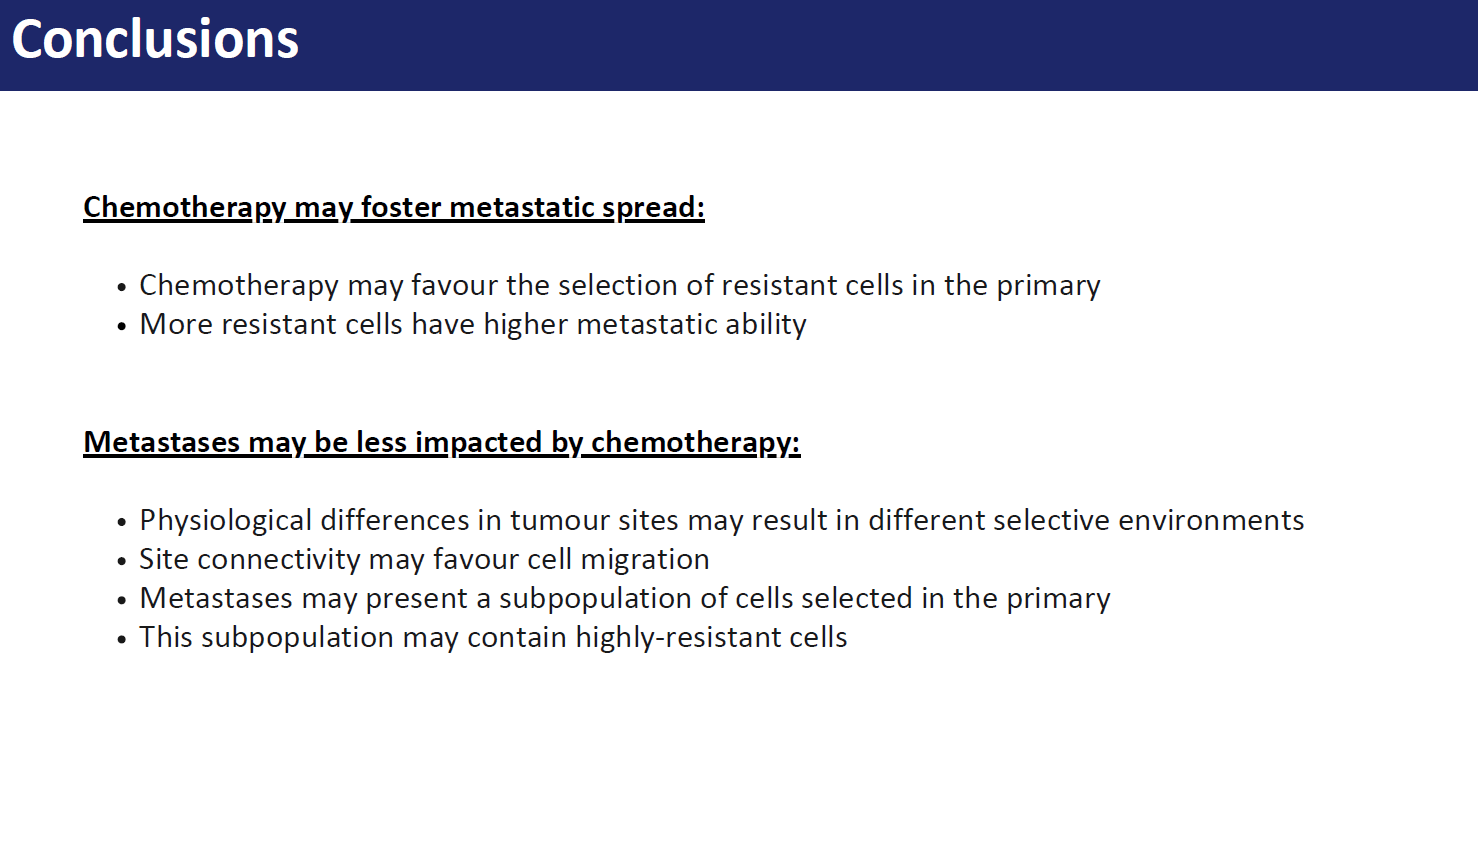 Conclusions
Chemotherapy may foster metastatic spread:
• Chemotherapy may favour the selection of resistant cells in the primary
• More resistant cells have higher metastatic ability
Metastases may be less impacted by chemotherapy:
• Physiological differences in tumour sites may result in different selective environments
• Site connectivity may favour cell migration
• Metastases may present a subpopulation of cells selected in the primary
• This subpopulation may contain highly-resistant cells